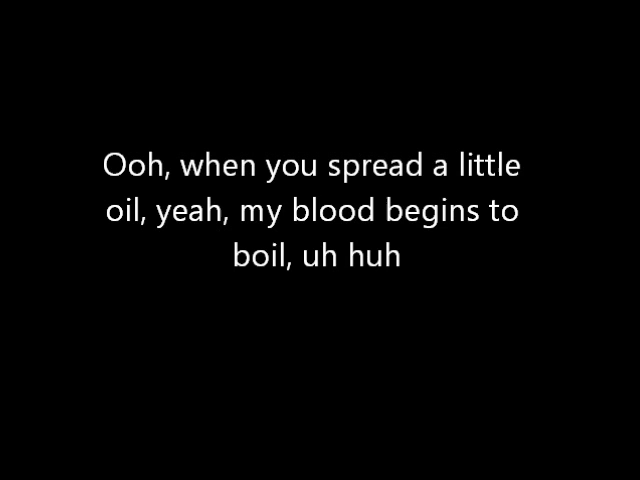 Ooh, when you spread a little
oil, yeah, my blood begins to
boil, uh huh